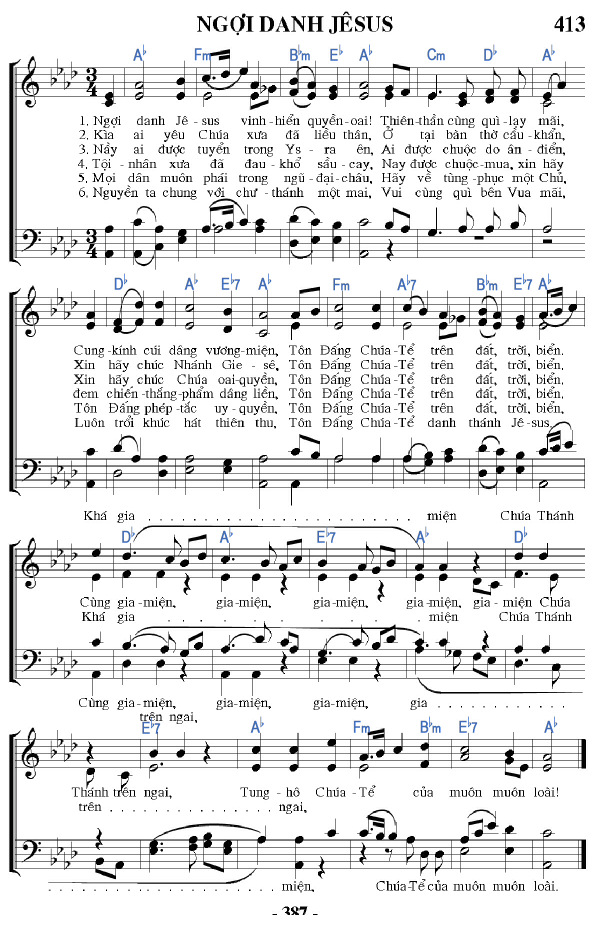 NGỢI DANH JÊSUS 413
A♭ Fm B♭m E♭ A♭ Cm D♭ A♭
3/4
1. Ngợi danh Jê-sus vinh-hiển quyền-oai! Thiên-thần cùng quì-lạy mãi,
2. Kìa ai yêu Chúa xưa đã liều thân, Ở tại bàn thờ cẩu-khẩn,
3. Nầy ai được tuyển trong Ys-ra ên, Ai được chuộc do ân-điển,
4. Tội-nhân xưa đã đau-khổ sầu-cay, Nay được chuộc-mua, xin hãy
5. Mọi dân muôn phái trong ngũ-đại-châu, Hãy về tùng-phục một Chủ,
6. Nguyền ta chung với chư-thánh một mai, Vui cùng quì bên Vua mãi,
3/4
D♭ A♭ E♭7 A♭ Fm A♭7 B♭m E♭7 A♭
Cung-kính cúi dâng vương-miện, Tôn Đấng Chúa-Tể trên đất, trời, biển.
Xin hãy chúc Nhánh Gie-sê, Tôn Đấng Chúa-Tể trên đất, trời, biển.
Xin hãy chúc Chúa oai-quyền, Tôn Đấng Chúa-Tể trên đất, trời, biển.
đem chiến-thắng-phẩm dâng liền, Tôn Đấng Chúa-Tể trên đất, trời, biển.
Tôn Đấng phép-tắc uy-quyền, Tôn Đấng Chúa-Tể trên đất, trời, biển.
Luôn trổi khúc hát thiên thu, Tôn Đấng Chúa-Tể danh thánh Jê-sus.
Khá gia . . . . . . . . . . . . . . . . . . . . miện Chúa Thánh
D♭ A♭ E♭7 A♭ D♭
Cùng gia-miện, gia-miện, gia-miện, gia-miện, gia-miện Chúa
Khá gia . . . . . . . . . . . . . . . . . . . . miện Chúa Thánh
Cùng gia-miện, gia-miện, gia-miện, gia . . . . . . . . . .
trên ngai,
E♭7 A♭ Fm B♭m E♭7 A♭
Thánh trên ngai, Tung-hô Chúa-Tể của muôn muôn loài!
trên . . . . . . . . . . . . ngai,
. . . . . . . . . . . . . . . . miện, Chúa-Tể của muôn muôn loài.
- 387 -